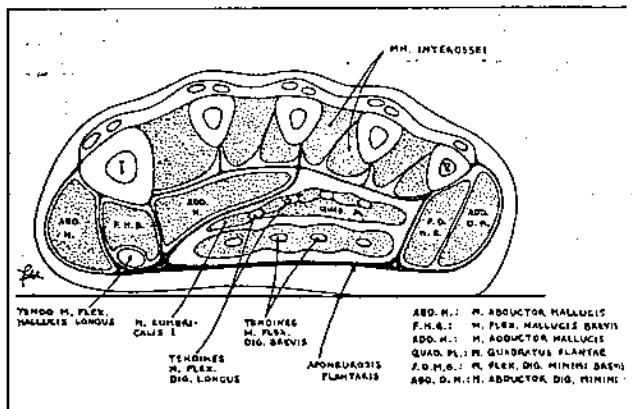 MM. INTEROSSEI
I
ABD.
H.
F.H.B.
ADD.
H.
QUAD. PL.
F.D.
M.B.
ABD.
D.M.
TENDO M. FLEX.
HALLUCIS LONGUS
M. LUMBRI-
CALIS I
TENDINES
M. FLEX.
DIG. LONGUS
TENDINES
M. FLEX.
DIG. BREVIS
APONEUROSIS
PLANTARIS
ABD. H.: M. ABDUCTOR HALLUCIS
F.H.B.: M. FLEX. HALLUCIS BREVIS
ADD. H.: M. ADDUCTOR HALLUCIS
QUAD. PL.: M. QUADRATUS PLANTAE
F.D.M.B.: M. FLEX. DIG. MINIMI BREVIS
ABD. D.M.: M. ABDUCTOR DIG. MINIMI